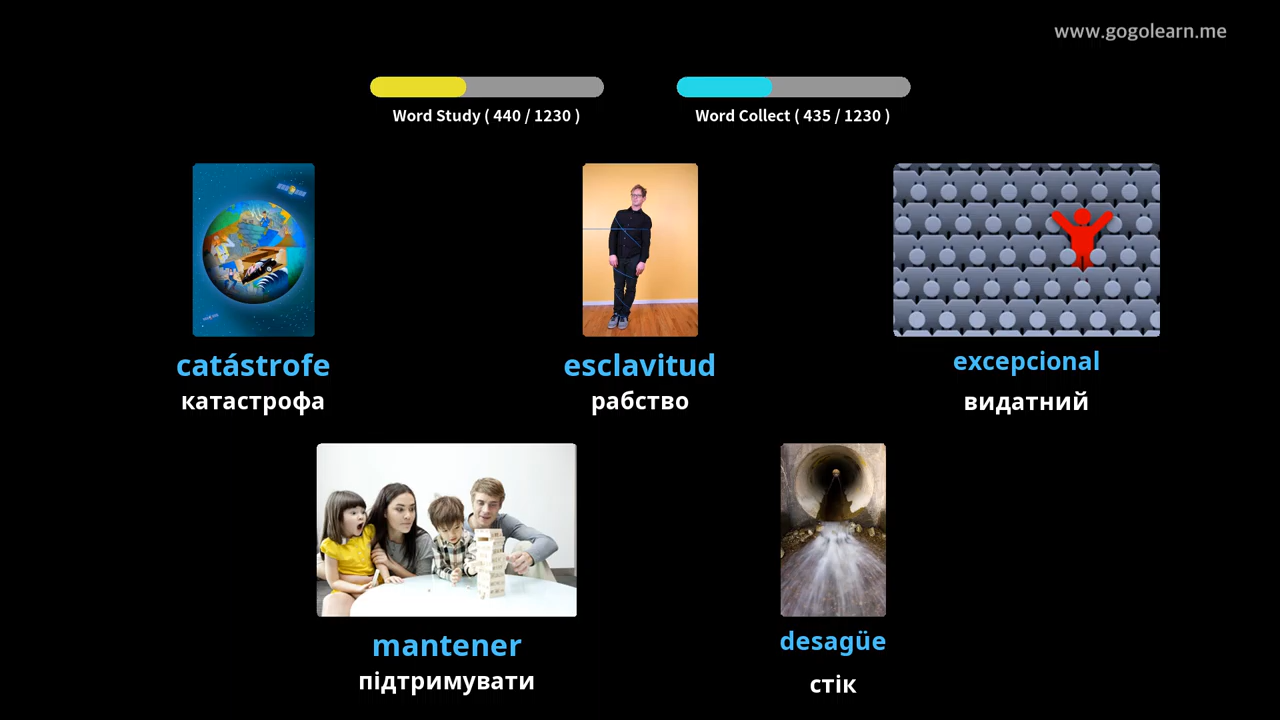 www.gogolearn.me
Word Study ( 440 / 1230 )
Word Collect ( 435 / 1230 )
catástrofe
катастрофа
esclavitud
рабство
excepcional
видатний
mantener
підтримувати
desagüe
стік